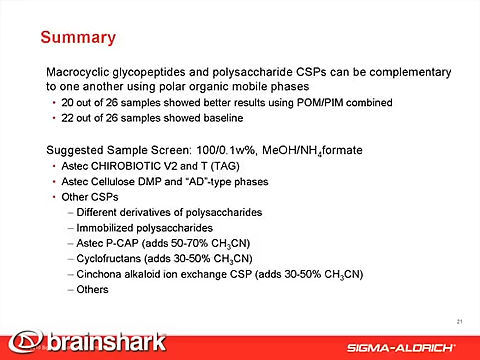 Summary
Macrocyclic glycopeptides and polysaccharide CSPs can be complementary
to one another using polar organic mobile phases
• 20 out of 26 samples showed better results using POM/PIM combined
• 22 out of 26 samples showed baseline
Suggested Sample Screen: 100/0.1w%, MeOH/NH4formate
• Astec CHIROBIOTIC V2 and T (TAG)
• Astec Cellulose DMP and “AD”-type phases
• Other CSPs
– Different derivatives of polysaccharides
– Immobilized polysaccharides
– Astec P-CAP (adds 50-70% CH3CN)
– Cyclofructans (adds 30-50% CH3CN)
– Cinchona alkaloid ion exchange CSP (adds 30-50% CH3CN)
– Others
21
brainshark
SIGMA-ALDRICH